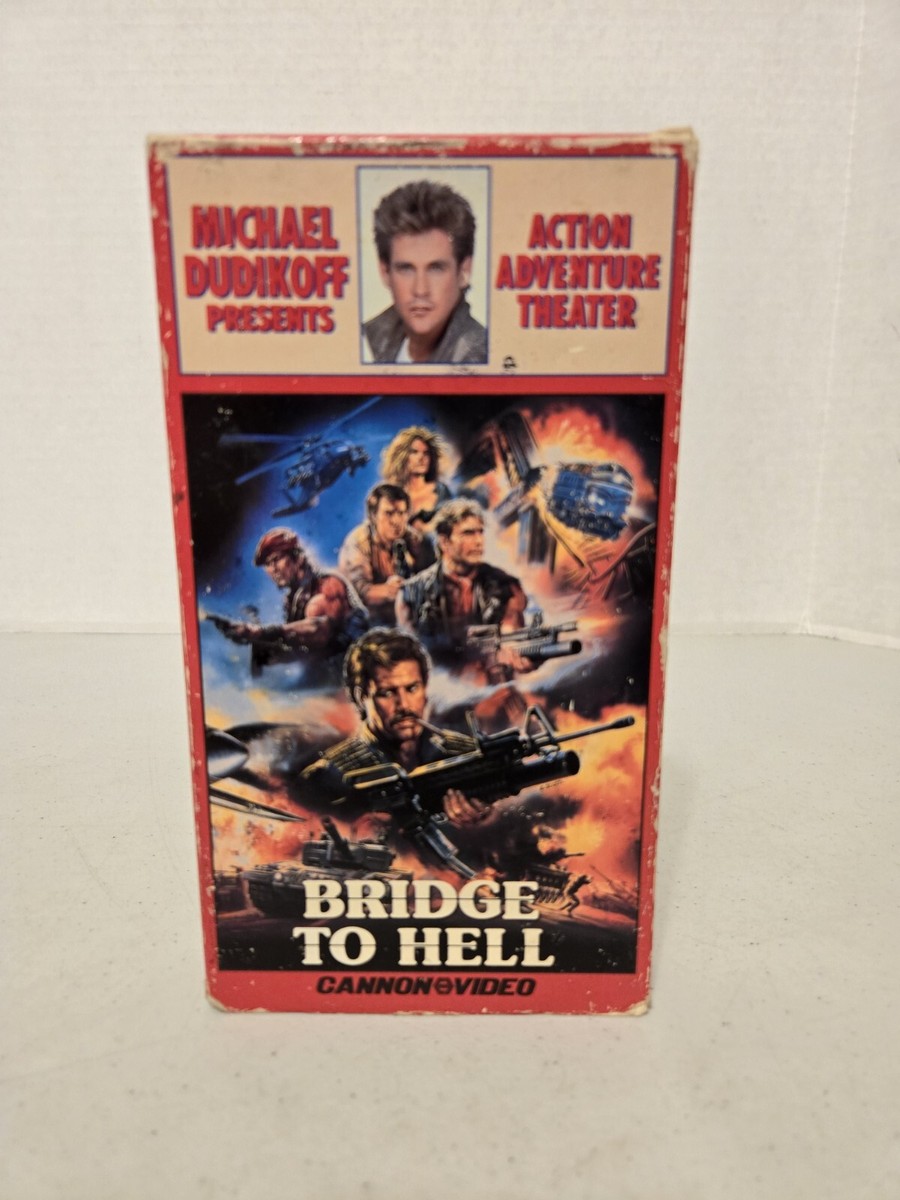 MICHAEL
DUDIKOFF
PRESENTS
ACTION
ADVENTURE
THEATER
BRIDGE
TO HELL
CANNON VIDEO